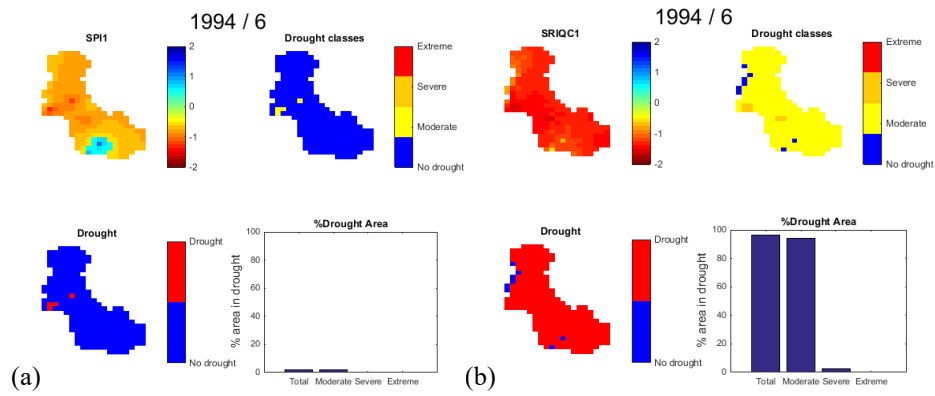 1994 / 6
SPI1
2
1
0
-1
-2
Drought classes
Extreme
Severe
Moderate
No drought
Drought
Drought
No drought
%Drought Area
% area in drought
100
80
60
40
20
0
Total Moderate Severe Extreme
(a)
1994 / 6
SRIQC1
2
1
0
-1
-2
Drought classes
Extreme
Severe
Moderate
No drought
Drought
Drought
No drought
%Drought Area
% area in drought
100
80
60
40
20
0
Total Moderate Severe Extreme
(b)